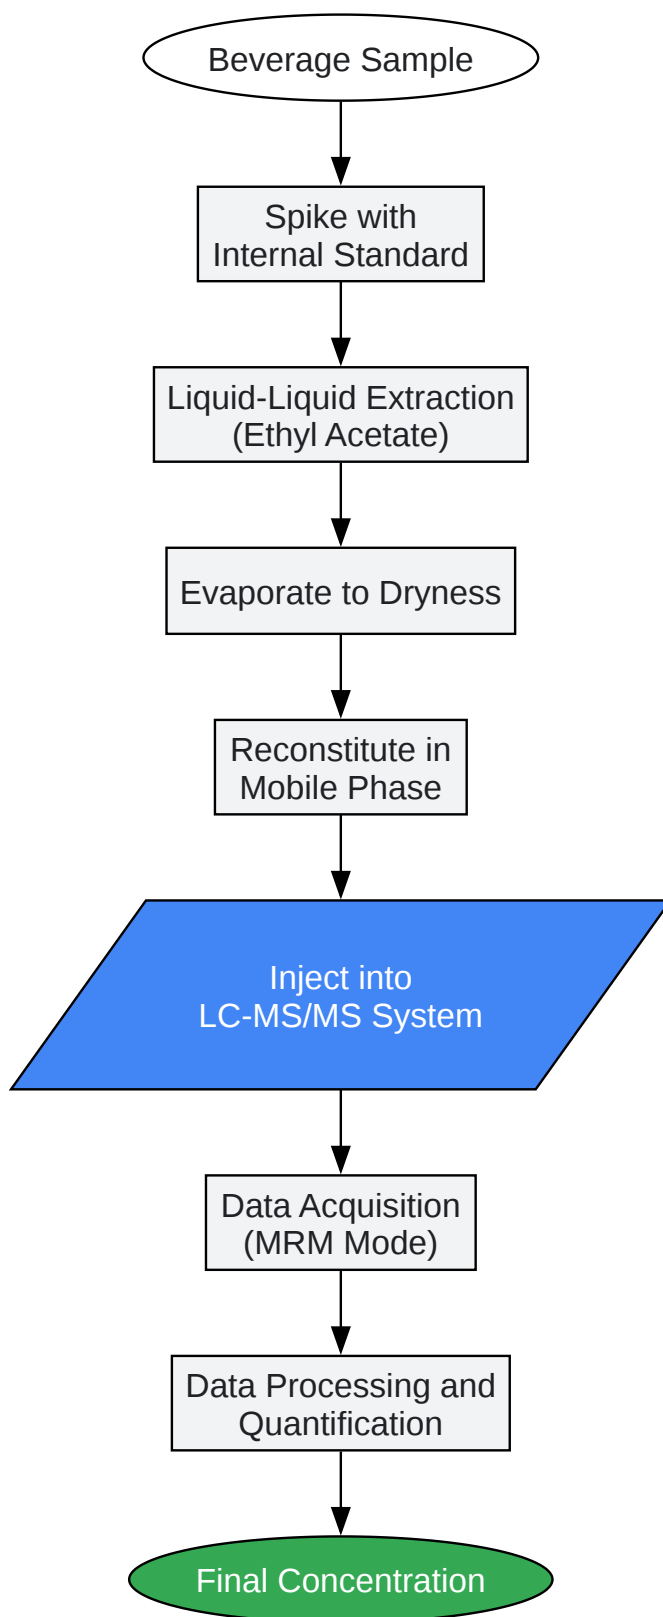 Beverage Sample
Spike with
Internal Standard
Liquid-Liquid Extraction
(Ethyl Acetate)
Evaporate to Dryness
Reconstitute in
Mobile Phase
Inject into
LC-MS/MS System
Data Acquisition
(MRM Mode)
Data Processing and
Quantification
Final Concentration